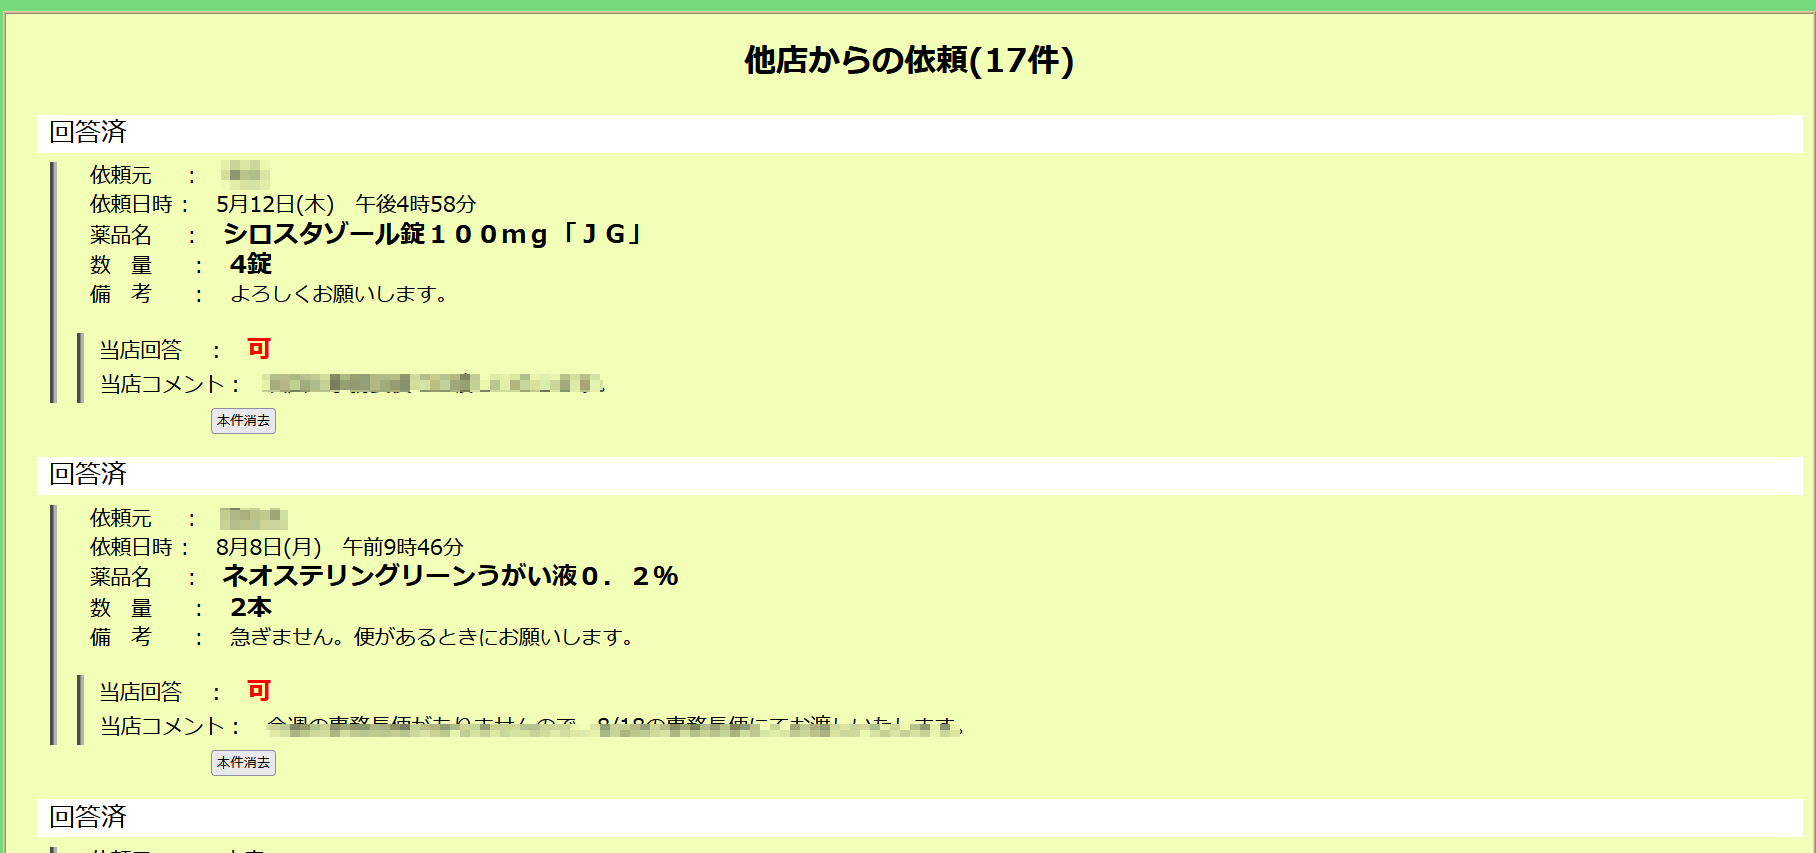 他店からの依頼(17件)
回答済
依頼元 ：
依頼日時： 5月12日(木) 午後4時58分
薬品名 ： シロスタゾール錠１００ｍｇ「ＪＧ」
数 量 ： 4錠
備 考 ： よろしくお願いします。
当店回答 ： 可
当店コメント：
本件消去
回答済
依頼元 ：
依頼日時： 8月8日(月) 午前9時46分
薬品名 ： ネオステリングリーンうがい液０．２％
数 量 ： 2本
備 考 ： 急ぎません。便があるときにお願いします。
当店回答 ： 可
当店コメント：
本件消去
回答済